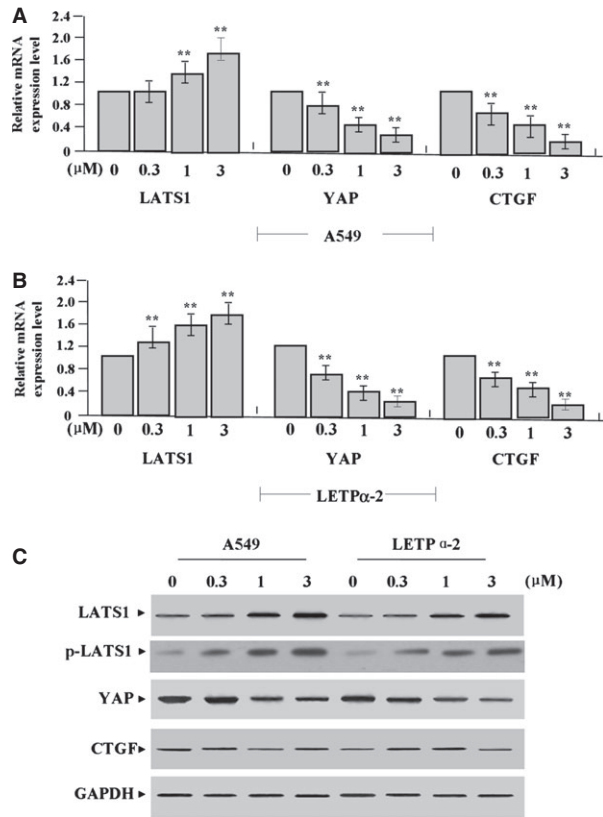 A
Relative mRNA
expression level
2.4
2.0
1.6
1.2
0.8
0.4
0
** ** ** ** ** ** ** **
(μM) 0 0.3 1 3 0 0.3 1 3 0 0.3 1 3
LATS1 YAP CTGF
A549
B
Relative mRNA
expression level
2.4
2.0
1.6
1.2
0.8
0.4
0
** ** ** ** ** ** ** ** **
(μM) 0 0.3 1 3 0 0.3 1 3 0 0.3 1 3
LATS1 YAP CTGF
LETPα-2
C
A549 LETP α-2
0 0.3 1 3 0 0.3 1 3 (μM)
LATS1
p-LATS1
YAP
CTGF
GAPDH